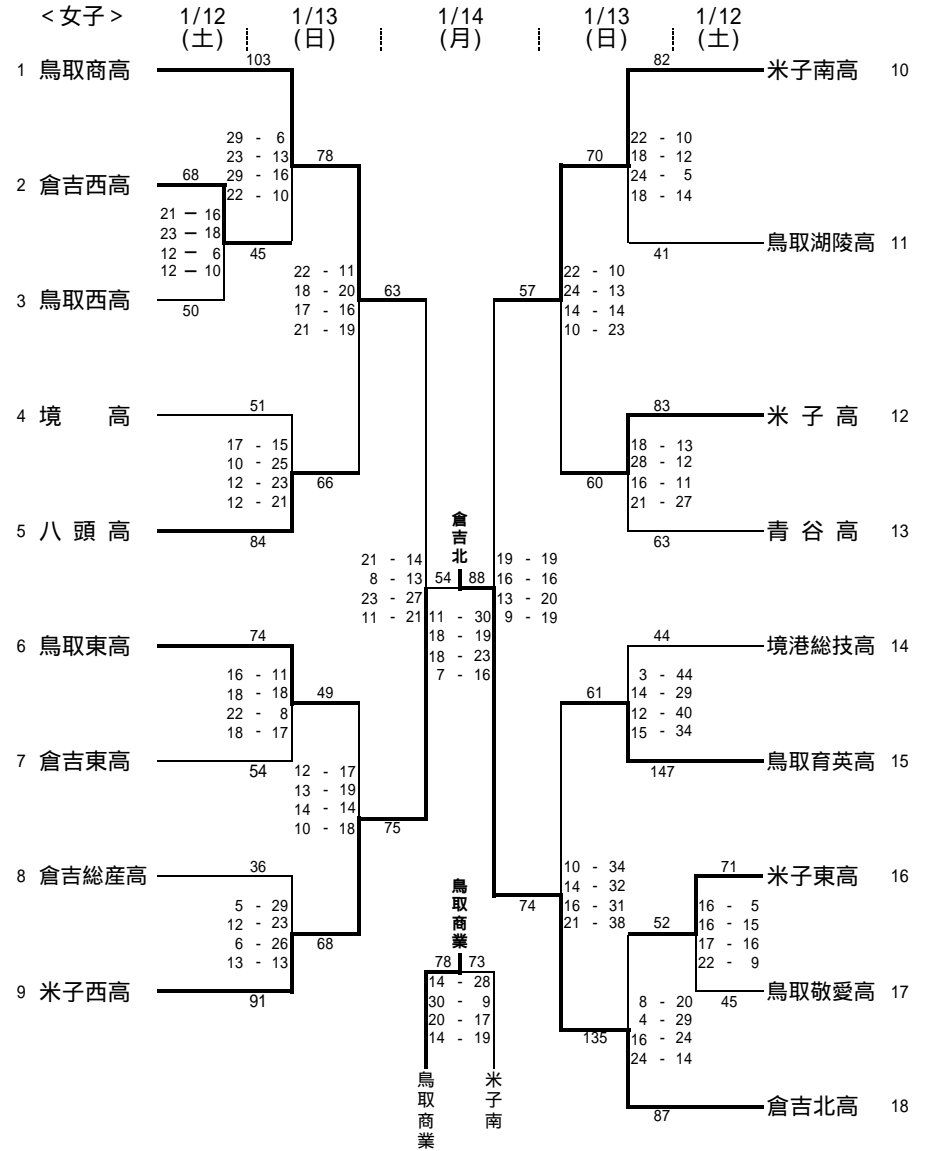 ＜女子＞
1/12 (土)
1/13 (日)
1/14 (月)
1/13 (日)
1/12 (土)
1 鳥取商高
103
29 - 6
23 - 13
29 - 16
22 - 10
78
2 倉吉西高
68
21 － 16
23 － 18
12 － 6
12 － 10
45
3 鳥取西高
50
22 - 11
18 - 20
17 - 16
21 - 19
63
4 境 高
51
17 - 15
10 - 25
12 - 23
12 - 21
66
5 八頭高
84
21 - 14
8 - 13
23 - 27
11 - 21
6 鳥取東高
74
16 - 11
18 - 18
22 - 8
18 - 17
49
7 倉吉東高
54
12 - 17
13 - 19
14 - 14
10 - 18
75
8 倉吉総産高
36
5 - 29
12 - 23
6 - 26
13 - 13
68
9 米子西高
91
倉吉北
54 88
11 - 30
18 - 19
18 - 23
7 - 16
鳥取商業
78 73
14 - 28
30 - 9
20 - 17
14 - 19
鳥取商業
米子南
82
米子南高 10
22 - 10
18 - 12
24 - 5
18 - 14
70
41
鳥取湖陵高 11
57
22 - 10
24 - 13
14 - 14
10 - 23
83
米子高 12
18 - 13
28 - 12
16 - 11
21 - 27
60
63
青谷高 13
19 - 19
16 - 16
13 - 20
9 - 19
44
境港総技高 14
3 - 44
14 - 29
12 - 40
15 - 34
61
147
鳥取育英高 15
10 - 34
14 - 32
16 - 31
21 - 38
74
71
米子東高 16
16 - 5
16 - 15
17 - 16
22 - 9
52
45
鳥取敬愛高 17
8 - 20
4 - 29
16 - 24
24 - 14
135
87
倉吉北高 18